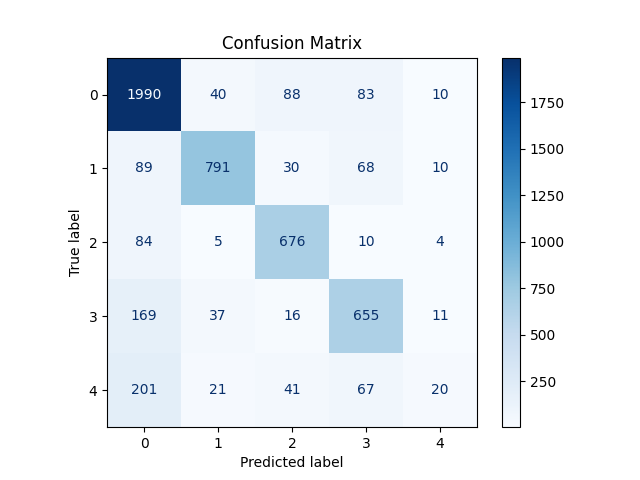 Confusion Matrix
0 1990 40 88 83 10
1 89 791 30 68 10
2 84 5 676 10 4
3 169 37 16 655 11
4 201 21 41 67 20
0 1 2 3 4
Predicted label
True label
1750
1500
1250
1000
750
500
250